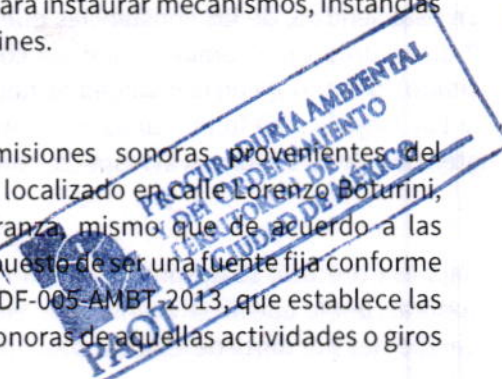 para instaurar mecanismos, instancias
ines.
misiones sonoras provenientes del
localizado en calle Lorenzo Boturini,
ranza, mismo que de acuerdo a las
puesto de ser una fuente fija conforme
DF-005-AMBT-2013, que establece las
onoras de aquellas actividades o giros
PROCURADURÍA AMBIENTAL
Y DEL ORDENAMIENTO
TERRITORIAL DE
LA CIUDAD DE MÉXICO
PAOT